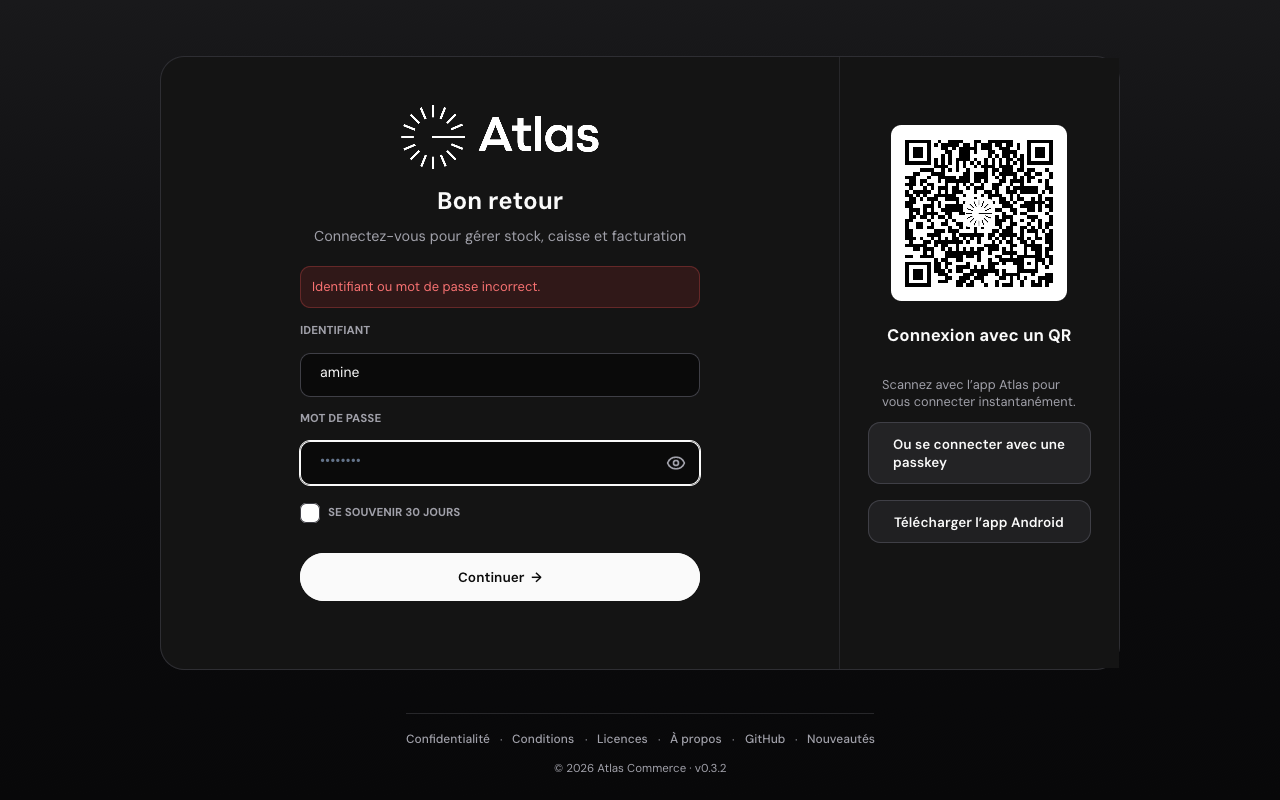 Atlas
Bon retour
Connectez-vous pour gérer stock, caisse et facturation
Identifiant ou mot de passe incorrect.
IDENTIFIANT
amine
MOT DE PASSE
••••••••
SE SOUVENIR 30 JOURS
Continuer →
Connexion avec un QR
Scannez avec l’app Atlas pour
vous connecter instantanément.
Ou se connecter avec une
passkey
Télécharger l’app Android
Confidentialité · Conditions · Licences · À propos · GitHub · Nouveautés
© 2026 Atlas Commerce · v0.3.2